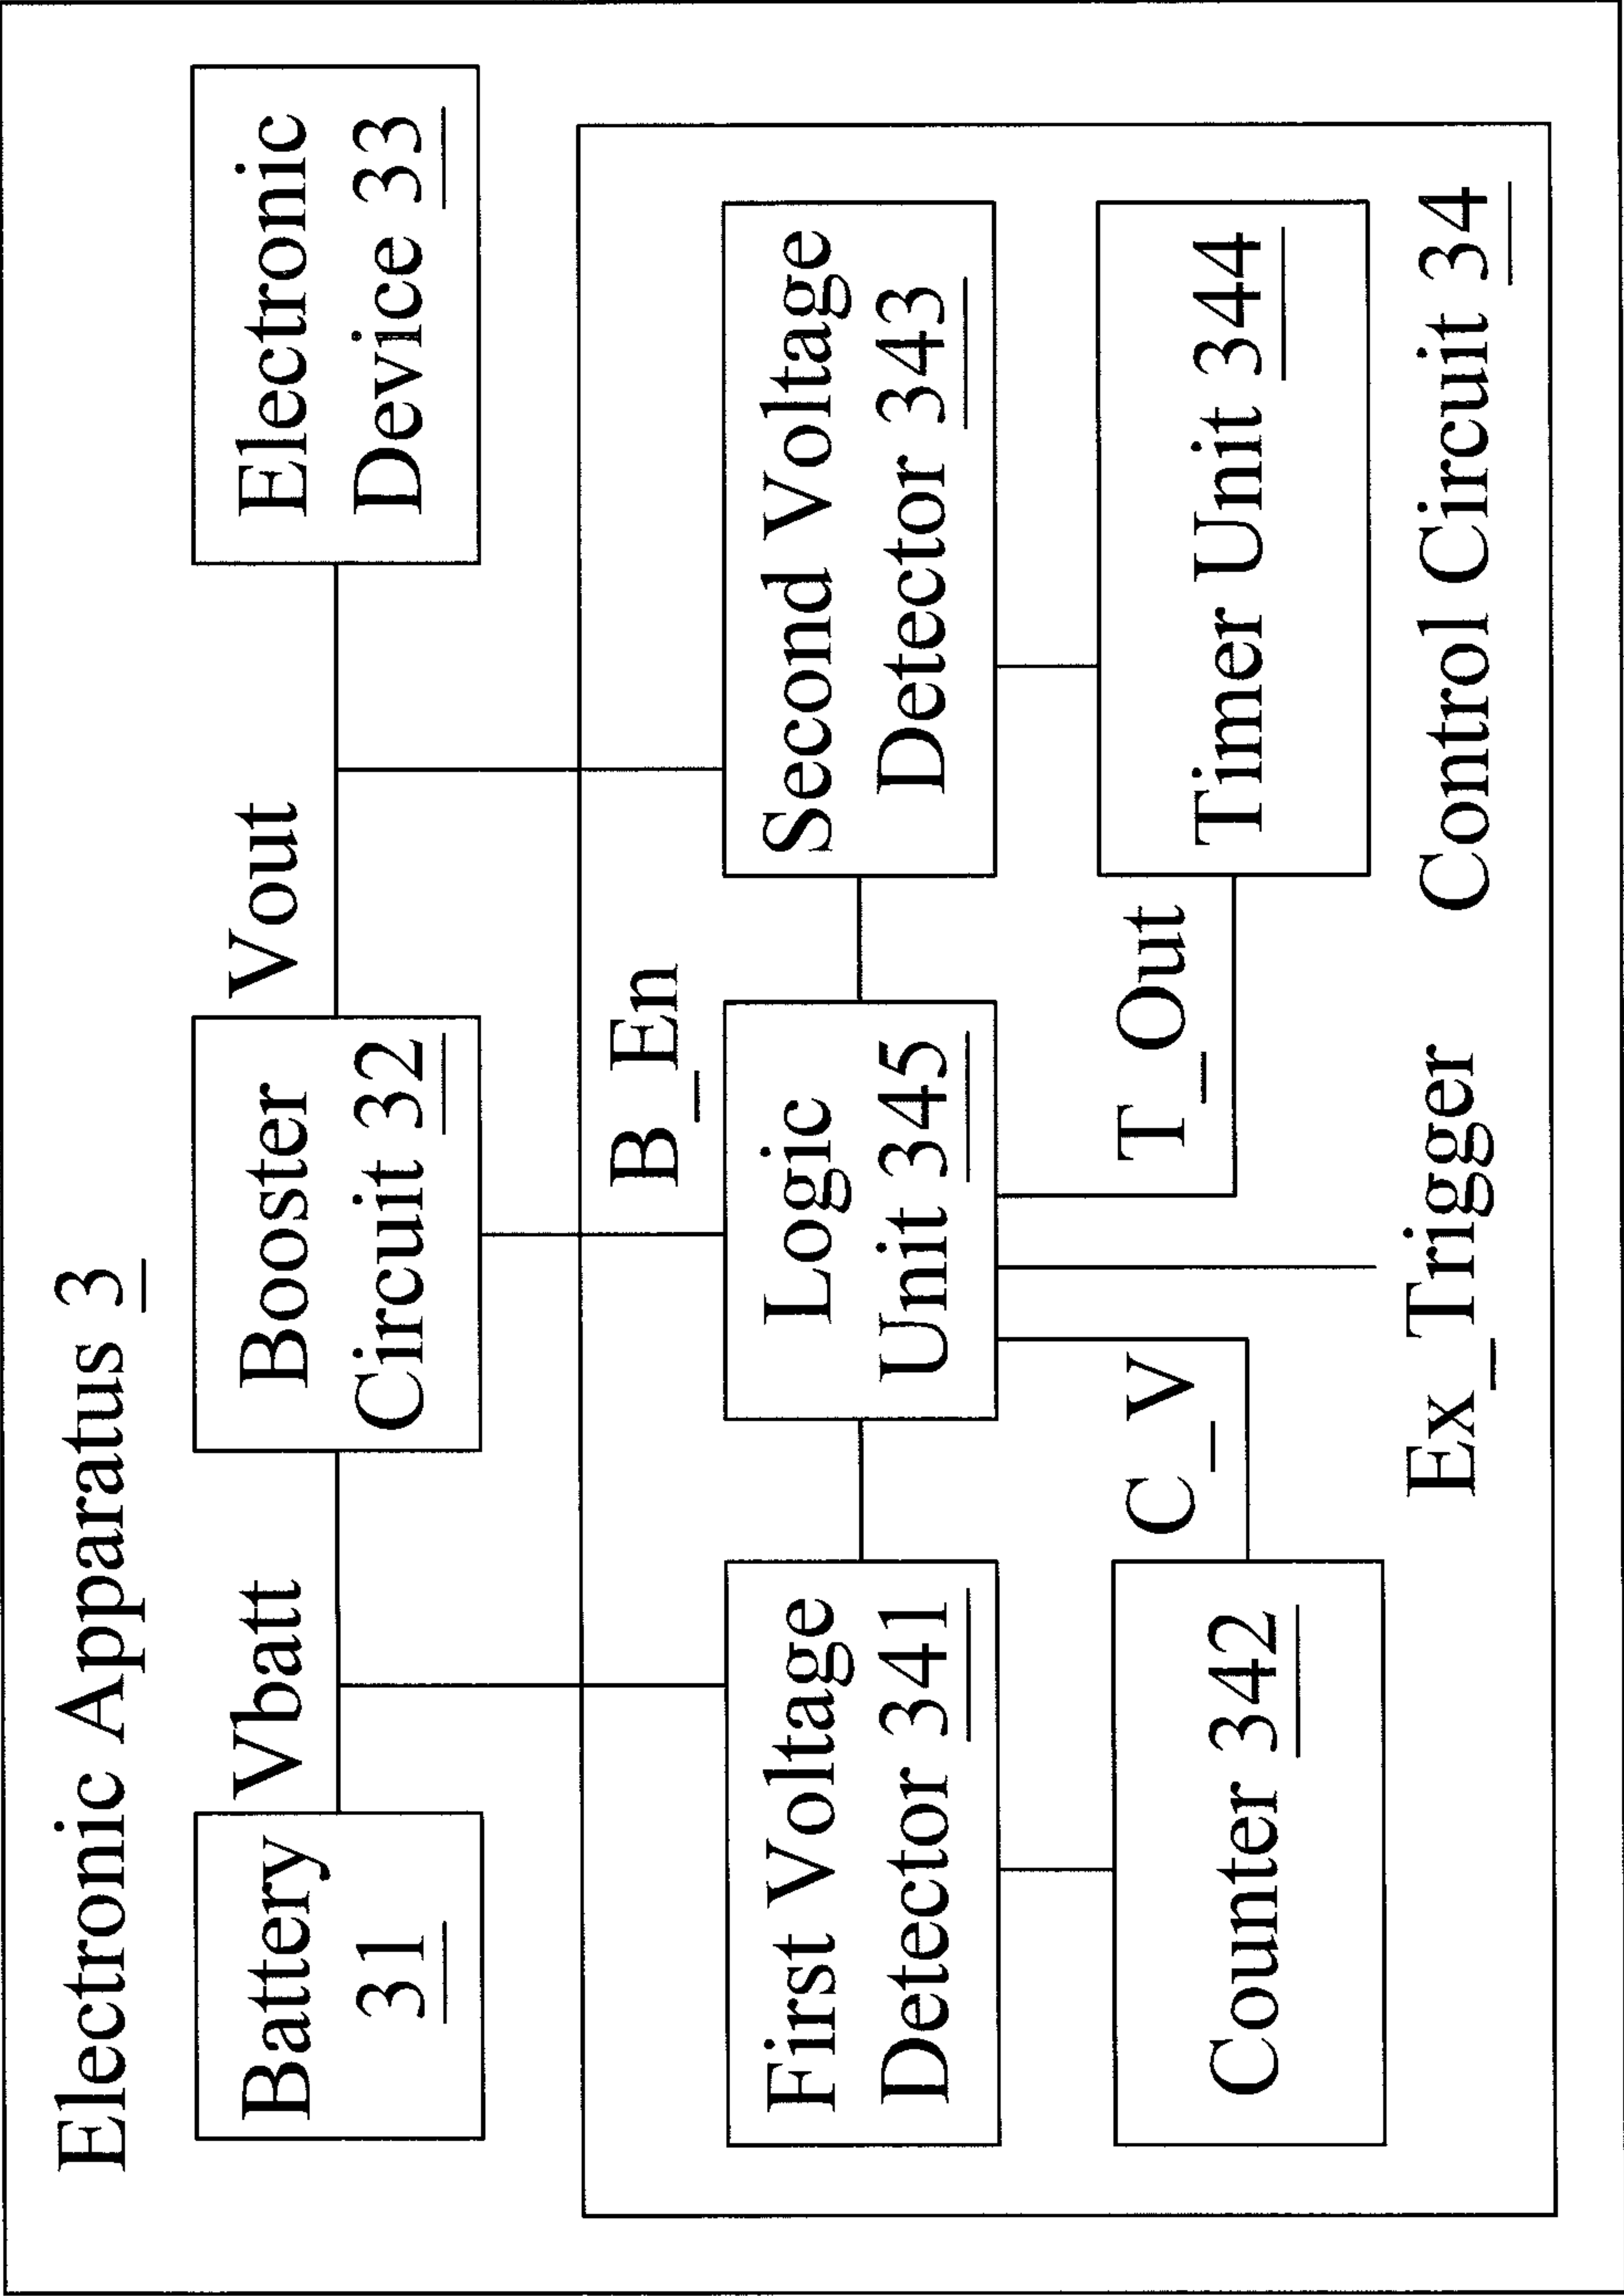 Electronic Apparatus 3
Battery
31
Vbatt
Booster
Circuit 32
Vout
Electronic
Device 33
B_En
First Voltage
Detector 341
Logic
Unit 345
Second Voltage
Detector 343
Counter 342
C_V
T_Out
Timer Unit 344
Ex_Trigger
Control Circuit 34